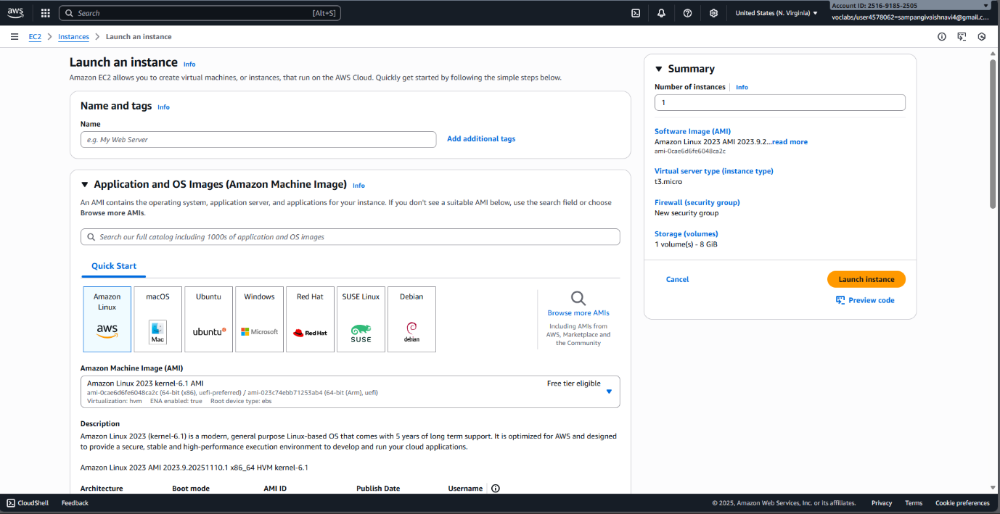 aws
Search
[Alt+S]
United States (N. Virginia)
Account ID: 2516-9185-2505
voclabs/user4578062=sampangivaishnavi4@gmail.c...
EC2
Instances
Launch an instance
Launch an instance Info
Amazon EC2 allows you to create virtual machines, or instances, that run on the AWS Cloud. Quickly get started by following the simple steps below.
Name and tags Info
Name
e.g. My Web Server
Add additional tags
Application and OS Images (Amazon Machine Image) Info
An AMI contains the operating system, application server, and applications for your instance. If you don't see a suitable AMI below, use the search field or choose
Browse more AMIs.
Search our full catalog including 1000s of application and OS images
Quick Start
Amazon
Linux
aws
macOS
Mac
Ubuntu
ubuntu
Windows
Microsoft
Red Hat
Red Hat
SUSE Linux
SUSE
Debian
debian
Browse more AMIs
Including AMIs from
AWS, Marketplace and
the Community
Amazon Machine Image (AMI)
Amazon Linux 2023 kernel-6.1 AMI
Free tier eligible
ami-0cae6d6fe6048ca2c (64-bit (x86), uefi-preferred) / ami-023c74ebb71253ab4 (64-bit (Arm), uefi)
Virtualization: hvm ENA enabled: true Root device type: ebs
Description
Amazon Linux 2023 (kernel-6.1) is a modern, general purpose Linux-based OS that comes with 5 years of long term support. It is optimized for AWS and designed
to provide a secure, stable and high-performance execution environment to develop and run your cloud applications.
Amazon Linux 2023 AMI 2023.9.20251110.1 x86_64 HVM kernel-6.1
Architecture Boot mode AMI ID Publish Date Username
Summary
Number of instances Info
1
Software Image (AMI)
Amazon Linux 2023 AMI 2023.9.2...read more
ami-0cae6d6fe6048ca2c
Virtual server type (instance type)
t3.micro
Firewall (security group)
New security group
Storage (volumes)
1 volume(s) - 8 GiB
Cancel
Launch instance
Preview code
CloudShell
Feedback
© 2025, Amazon Web Services, Inc. or its affiliates.
Privacy
Terms
Cookie preferences